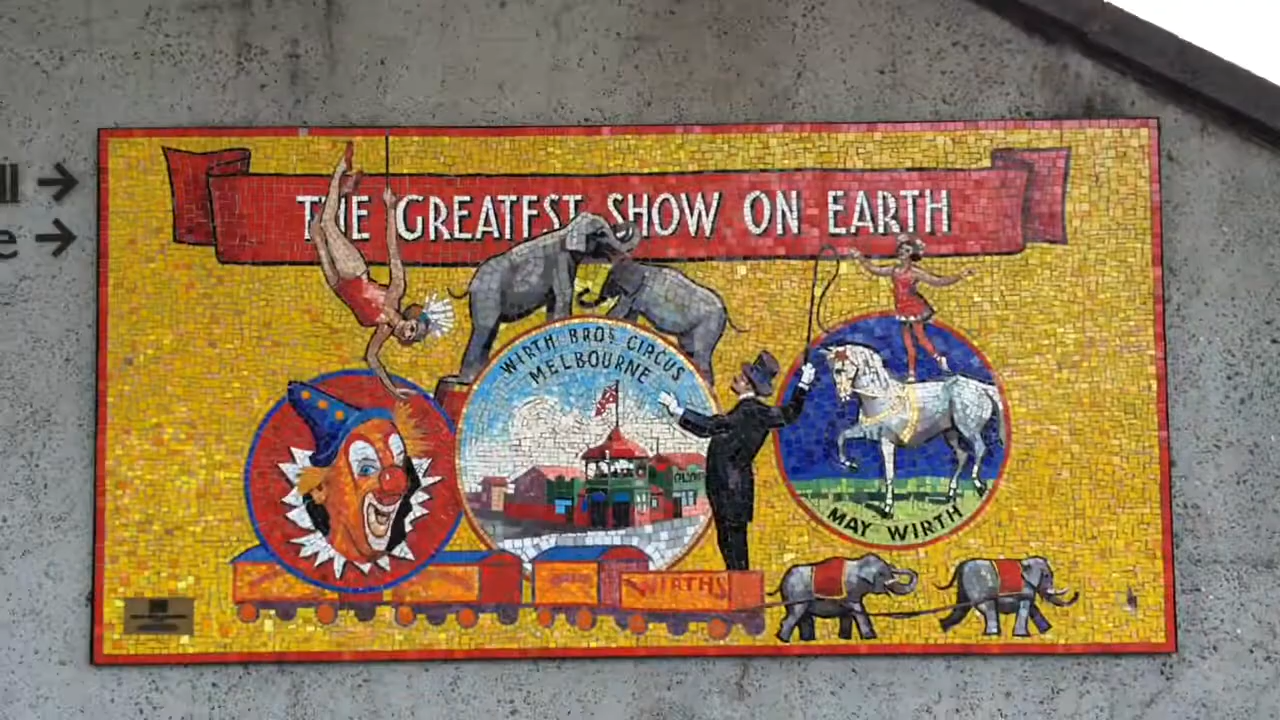 THE GREATEST SHOW ON EARTH
WIRTH BROS CIRCUS
MELBOURNE
MAY WIRTH
WIRTHS